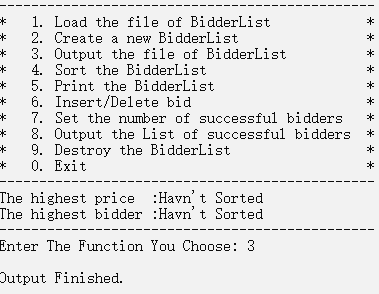 --------------------------------------------------
* 1. Load the file of BidderList *
* 2. Create a new BidderList *
* 3. Output the file of BidderList *
* 4. Sort the BidderList *
* 5. Print the BidderList *
* 6. Insert/Delete bid *
* 7. Set the number of successful bidders *
* 8. Output the List of successful bidders *
* 9. Destroy the BidderList *
* 0. Exit *
--------------------------------------------------
The highest price :Havn't Sorted
The highest bidder :Havn't Sorted
--------------------------------------------------
Enter The Function You Choose: 3
Output Finished.